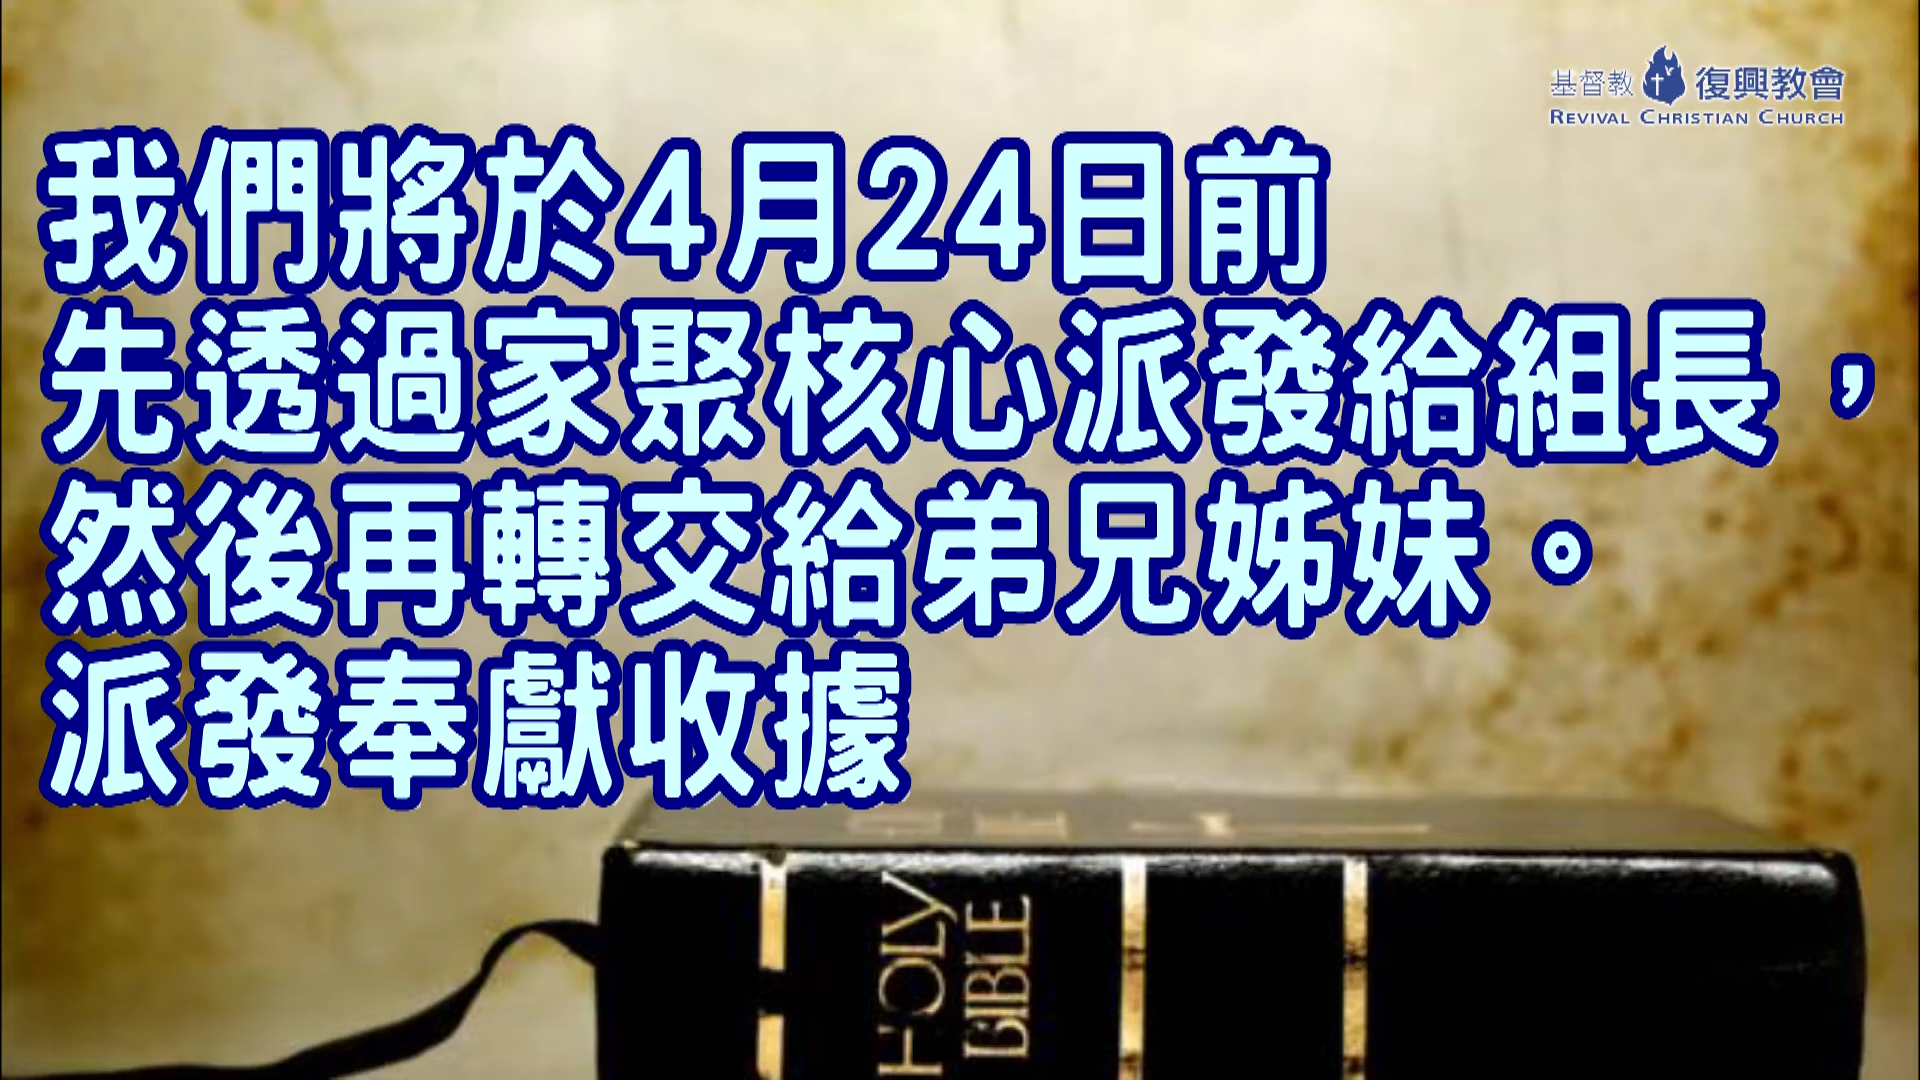 基督教 復興教會
REVIVAL CHRISTIAN CHURCH
我們將於4月24日前
先透過家聚核心派發給組長，
然後再轉交給弟兄姊妹。
派發奉獻收據
HOLY
BIBLE